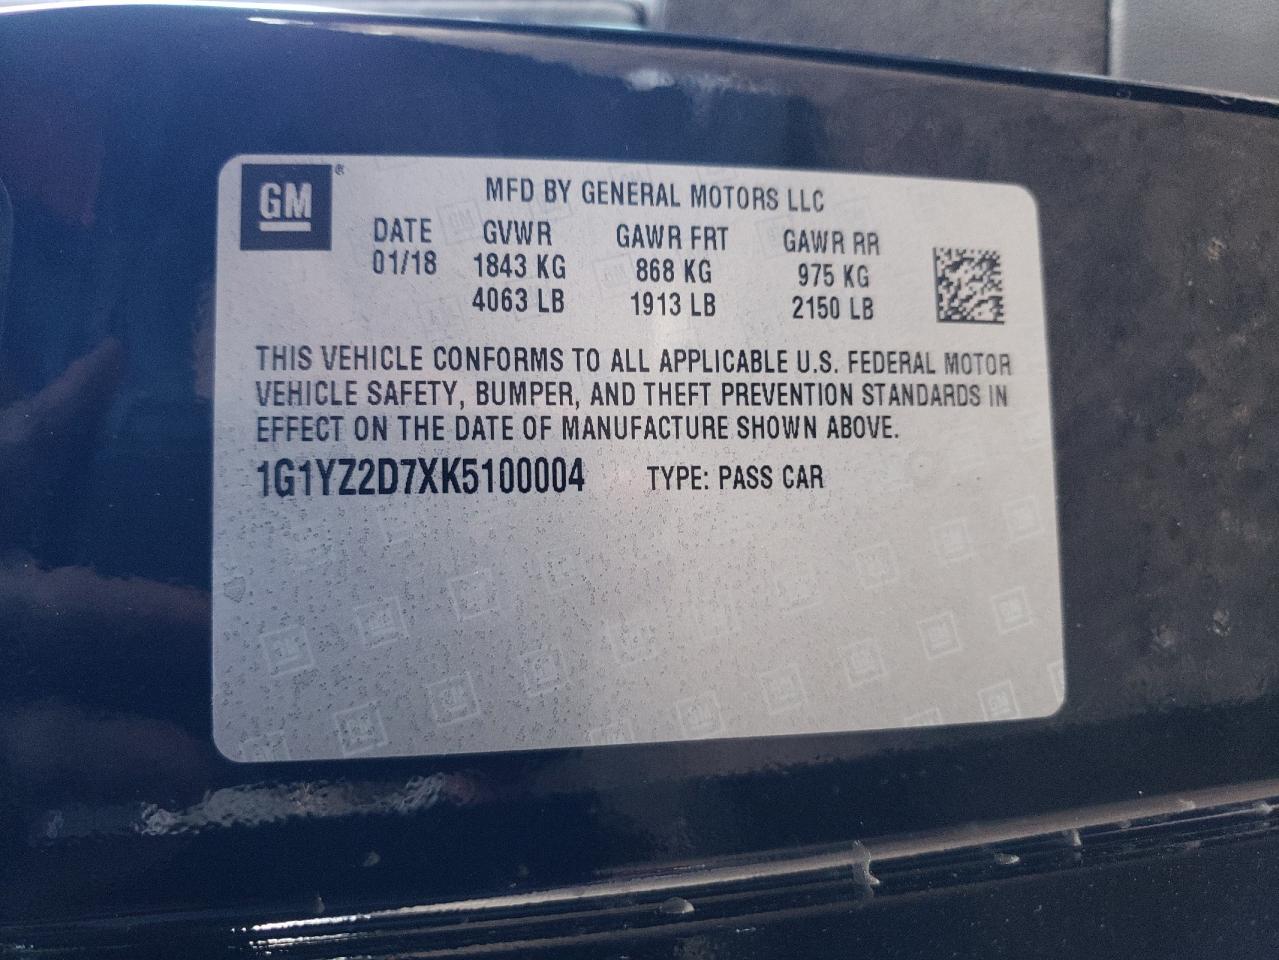 GM ®
MFD BY GENERAL MOTORS LLC
DATE GVWR GAWR FRT GAWR RR
01/18 1843 KG 868 KG 975 KG
4063 LB 1913 LB 2150 LB
THIS VEHICLE CONFORMS TO ALL APPLICABLE U.S. FEDERAL MOTOR
VEHICLE SAFETY, BUMPER, AND THEFT PREVENTION STANDARDS IN
EFFECT ON THE DATE OF MANUFACTURE SHOWN ABOVE.
1G1YZ2D7XK5100004 TYPE: PASS CAR